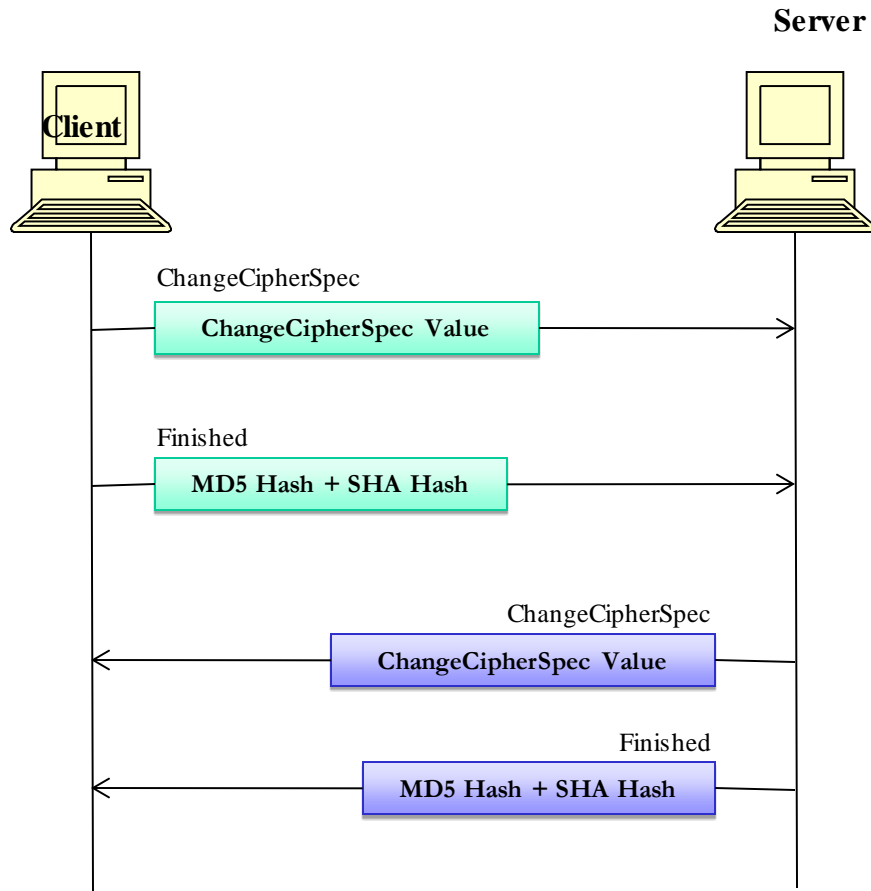 Server
Client
ChangeCipherSpec
ChangeCipherSpec Value
Finished
MD5 Hash + SHA Hash
ChangeCipherSpec
ChangeCipherSpec Value
Finished
MD5 Hash + SHA Hash